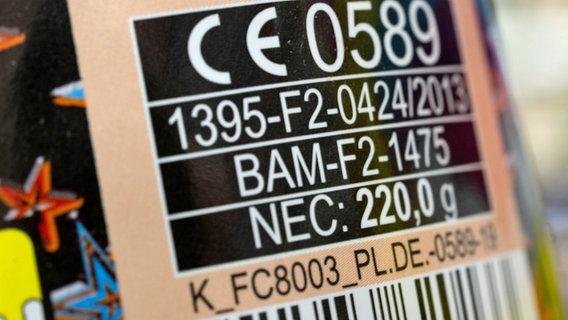 CE 0589
1395-F2-0424/2013
BAM-F2-1475
NEC: 220,0 g
K_FC8003_PL.DE.-0589-19